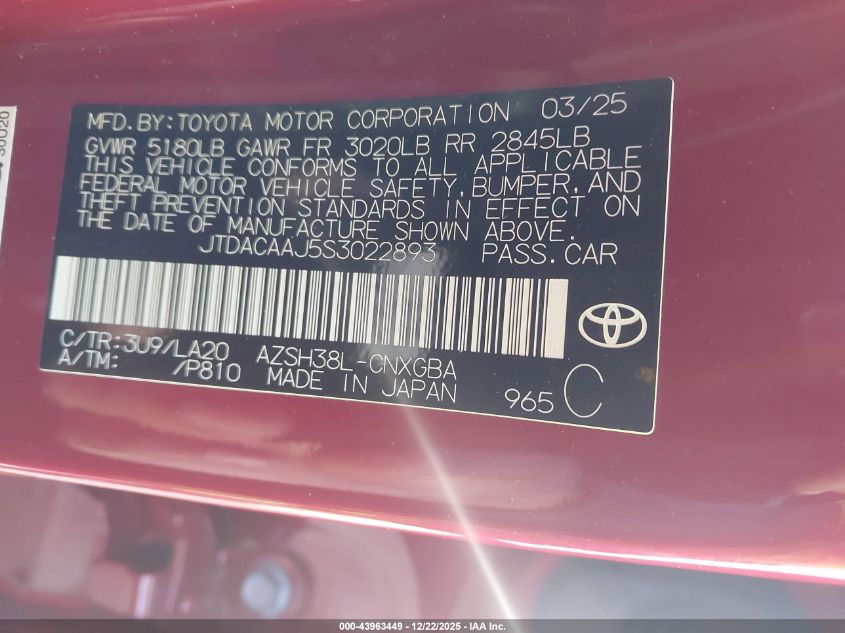 30U20
MFD.BY:TOYOTA MOTOR CORPORATION 03/25
GVWR 5180LB GAWR FR 3020LB RR 2845LB
THIS VEHICLE CONFORMS TO ALL APPLICABLE
FEDERAL MOTOR VEHICLE SAFETY, BUMPER, AND
THEFT PREVENTION STANDARDS IN EFFECT ON
THE DATE OF MANUFACTURE SHOWN ABOVE.
JTDACAAJ5S3022893 PASS.CAR
C/TR:3U9/LA20 AZSH38L-CNXGBA
A/TM: /P810 MADE IN JAPAN
965 C
000-43963449 - 12/22/2025 - IAA Inc.